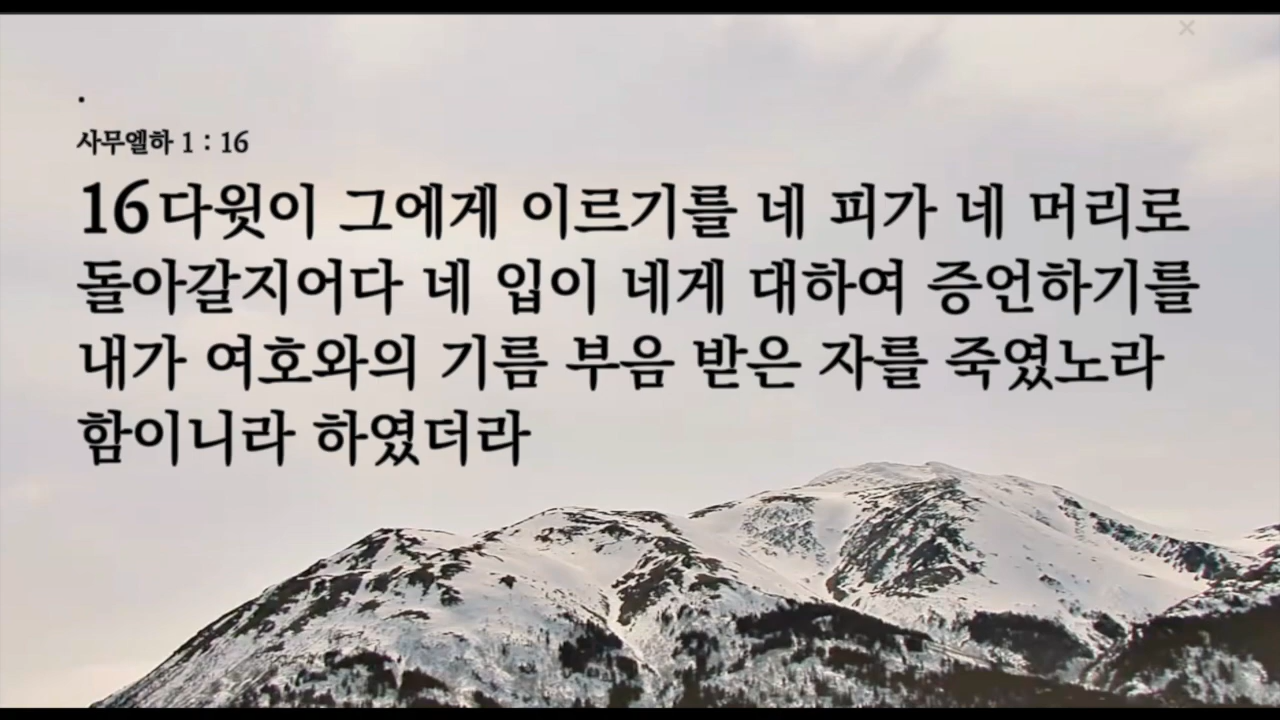 .
사무엘하 1 : 16
16다윗이 그에게 이르기를 네 피가 네 머리로
돌아갈지어다 네 입이 네게 대하여 증언하기를
내가 여호와의 기름 부음 받은 자를 죽였노라
함이니라 하였더라